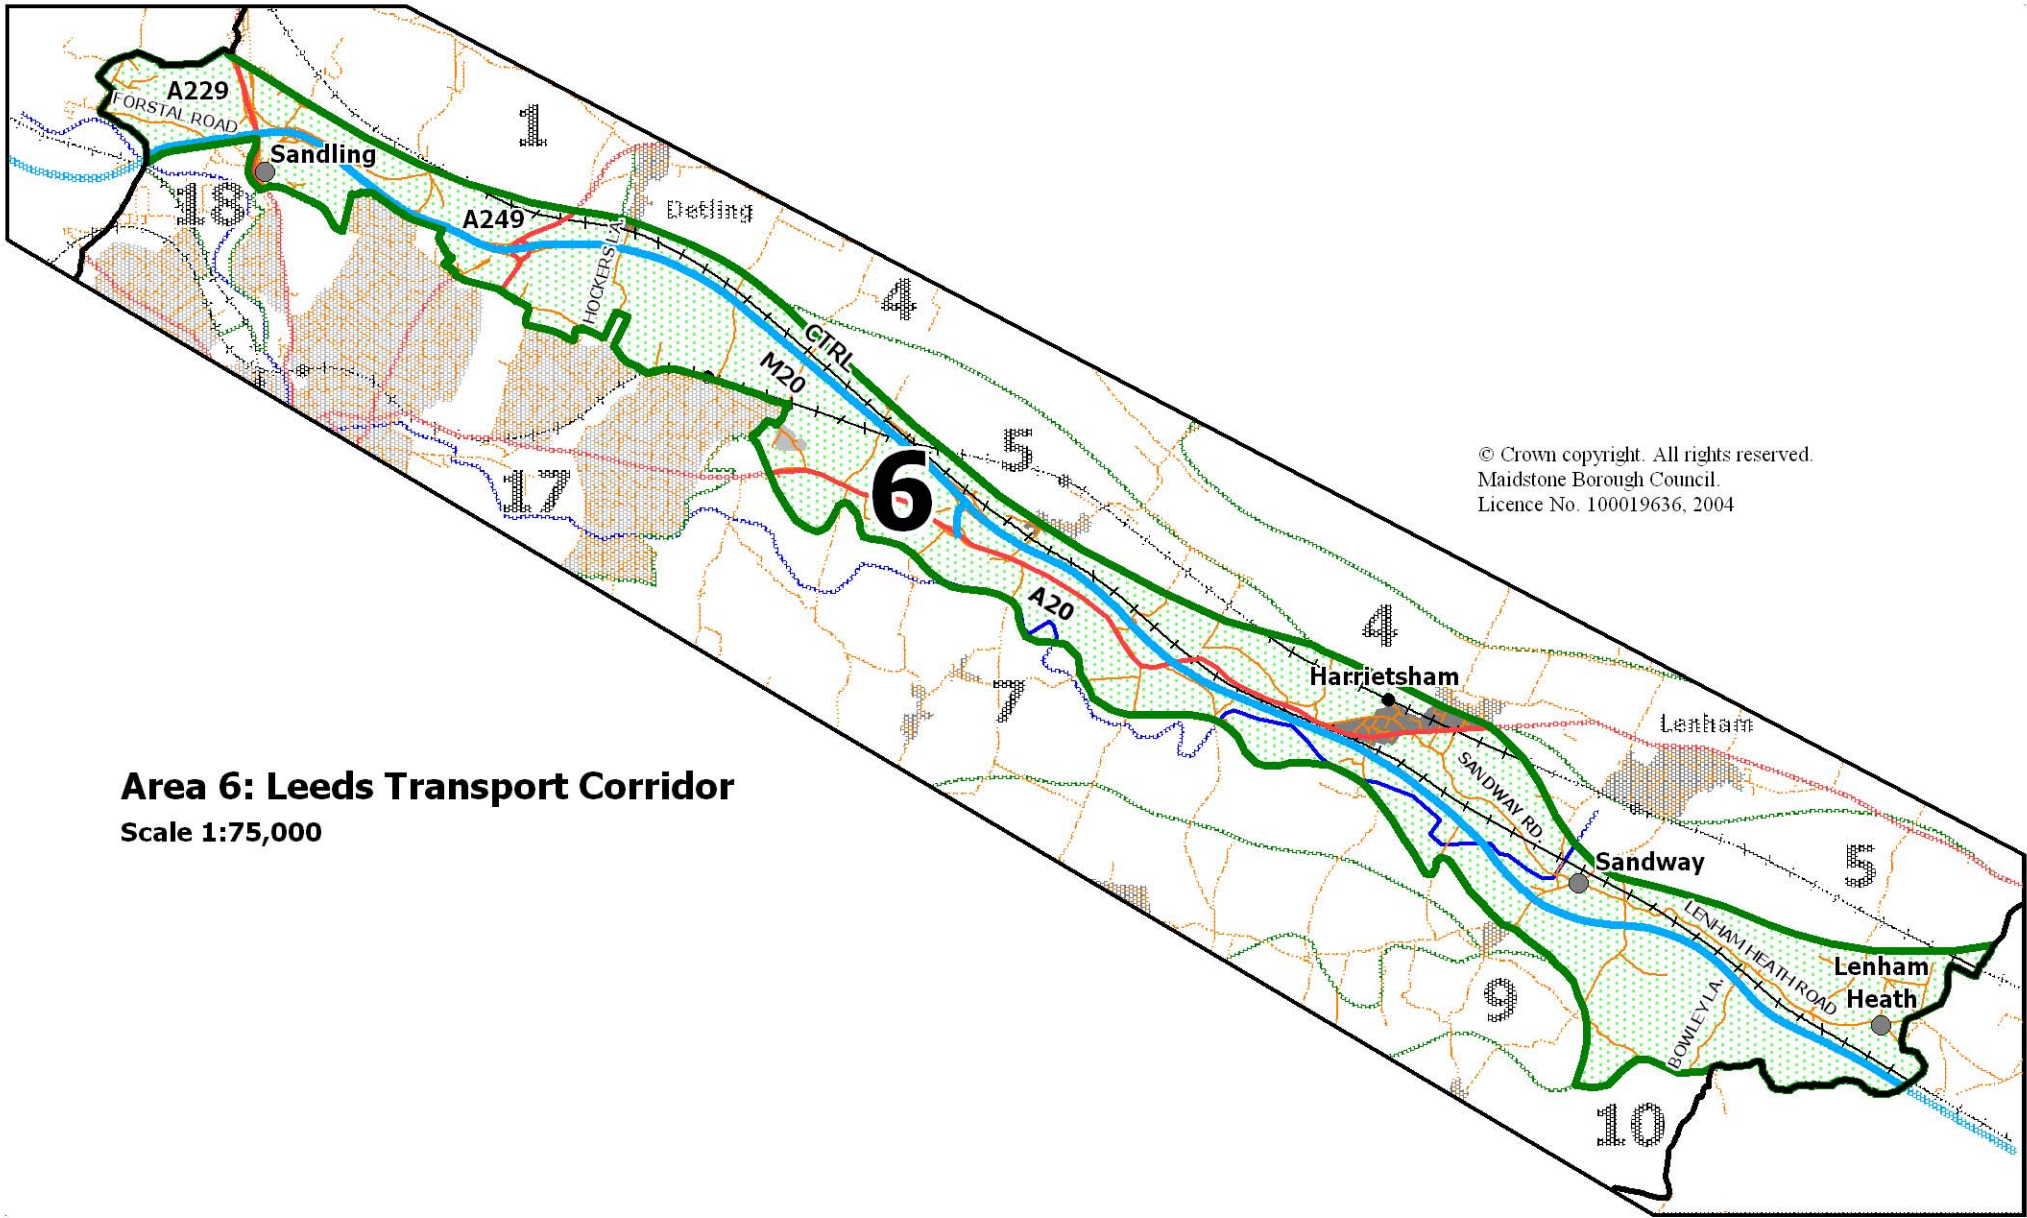 A229
FORSTAL ROAD
Sandling
1
18
A249
HOCKERS LA.
Detling
4
CTRL
M20
5
6
17
© Crown copyright. All rights reserved.
Maidstone Borough Council.
Licence No. 100019636, 2004
A20
4
7
Harrietsham
Lenham
SANDWAY RD.
Area 6: Leeds Transport Corridor
Scale 1:75,000
Sandway
5
LENHAM HEATH ROAD
Lenham
Heath
9
BOWLEY LA.
10